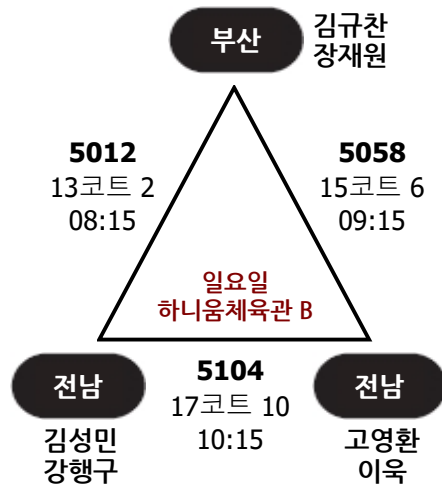 부산
김규찬
장재원
5012
13코트 2
08:15
5058
15코트 6
09:15
일요일
하니움체육관 B
전남
김성민
강행구
5104
17코트 10
10:15
전남
고영환
이욱